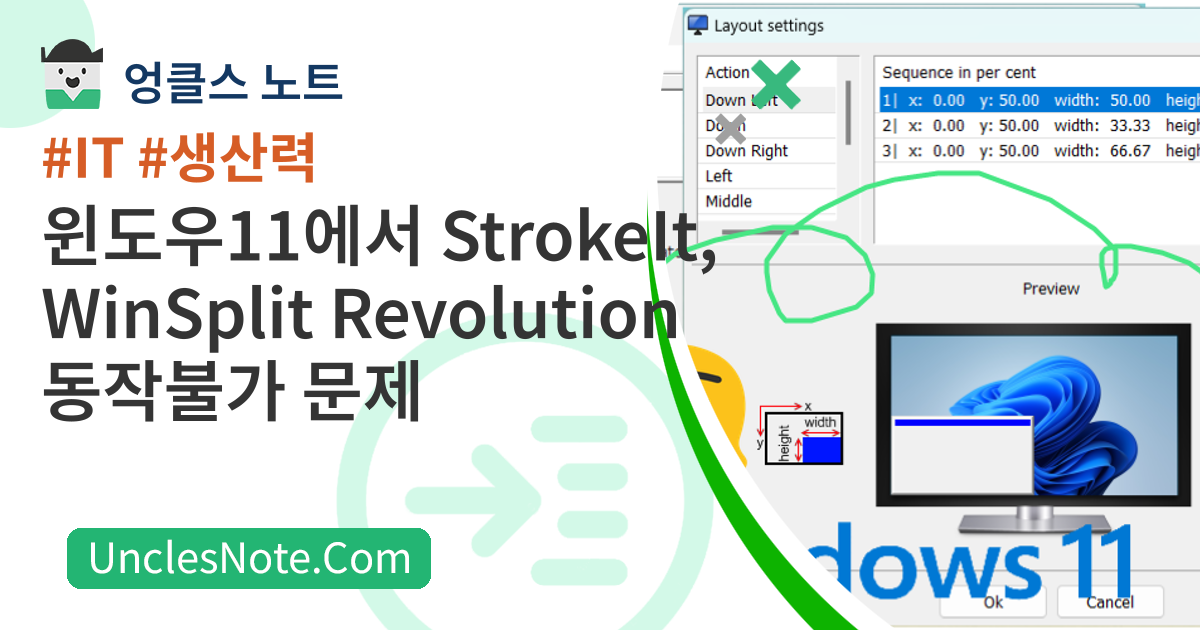 엉클스 노트
#IT #생산력
윈도우11에서 StrokeIt,
WinSplit Revolution
동작불가 문제
UnclesNote.Com
Layout settings
Action
Down Left
Down
Down Right
Left
Middle
Sequence in per cent
1| x: 0.00 y: 50.00 width: 50.00 heigh
2| x: 0.00 y: 50.00 width: 33.33 heigh
3| x: 0.00 y: 50.00 width: 66.67 heigh
Preview
x
width
y
height
dows 11
Ok
Cancel